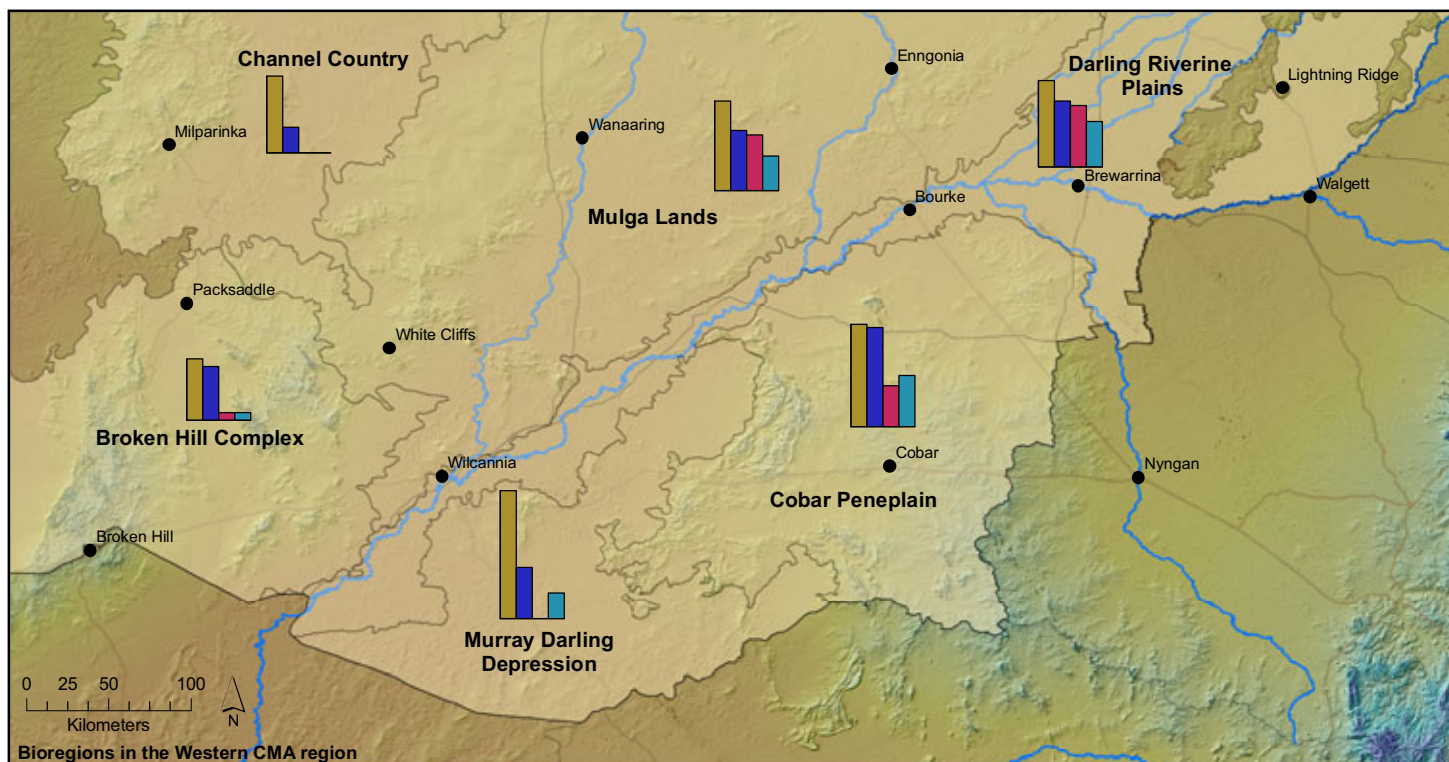 Channel Country
Enngonia
Darling Riverine
Plains
Lightning Ridge
Milparinka
Wanaaring
Brewarrina
Walgett
Bourke
Mulga Lands
Packsaddle
White Cliffs
Broken Hill Complex
Wilcannia
Cobar
Nyngan
Cobar Peneplain
Broken Hill
Murray Darling
Depression
0 25 50 100
Kilometers
N
Bioregions in the Western CMA region